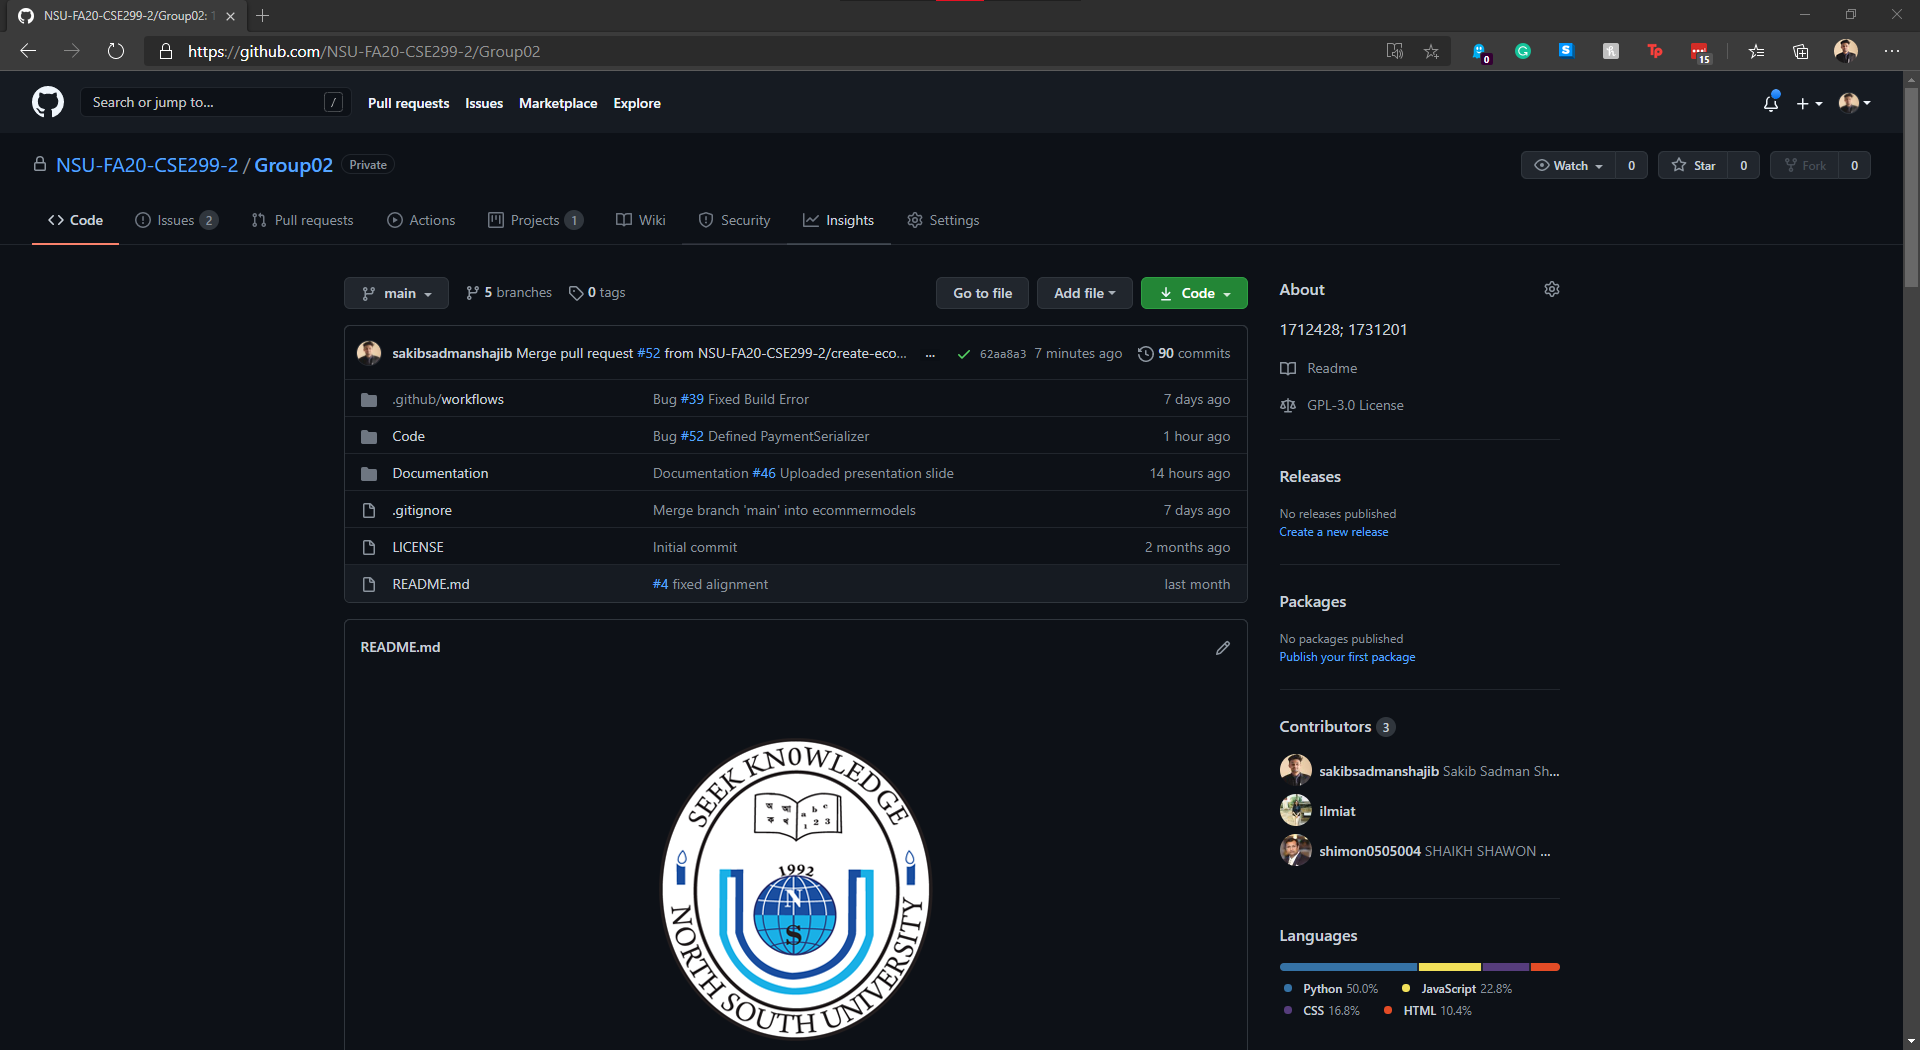 NSU-FA20-CSE299-2/Group02: 1
https://github.com/NSU-FA20-CSE299-2/Group02
0
15
Search or jump to... /
Pull requests Issues Marketplace Explore
NSU-FA20-CSE299-2 / Group02 Private
Watch 0 Star 0 Fork 0
Code Issues 2 Pull requests Actions Projects 1 Wiki Security Insights Settings
main 5 branches 0 tags Go to file Add file Code
sakibsadmanshajib Merge pull request #52 from NSU-FA20-CSE299-2/create-eco... ... 62aa8a3 7 minutes ago 90 commits
.github/workflows Bug #39 Fixed Build Error 7 days ago
Code Bug #52 Defined PaymentSerializer 1 hour ago
Documentation Documentation #46 Uploaded presentation slide 14 hours ago
.gitignore Merge branch 'main' into ecommermodels 7 days ago
LICENSE Initial commit 2 months ago
README.md #4 fixed alignment last month
README.md
SEEK KN0WLEDGE
অ আ a b c
ক খ 1 2 3
1992
N
S
NORTH SOUTH UNIVERSITY
About
1712428; 1731201
Readme
GPL-3.0 License
Releases
No releases published
Create a new release
Packages
No packages published
Publish your first package
Contributors 3
sakibsadmanshajib Sakib Sadman Sh...
ilmiat
shimon0505004 SHAIKH SHAWON ...
Languages
Python 50.0% JavaScript 22.8%
CSS 16.8% HTML 10.4%